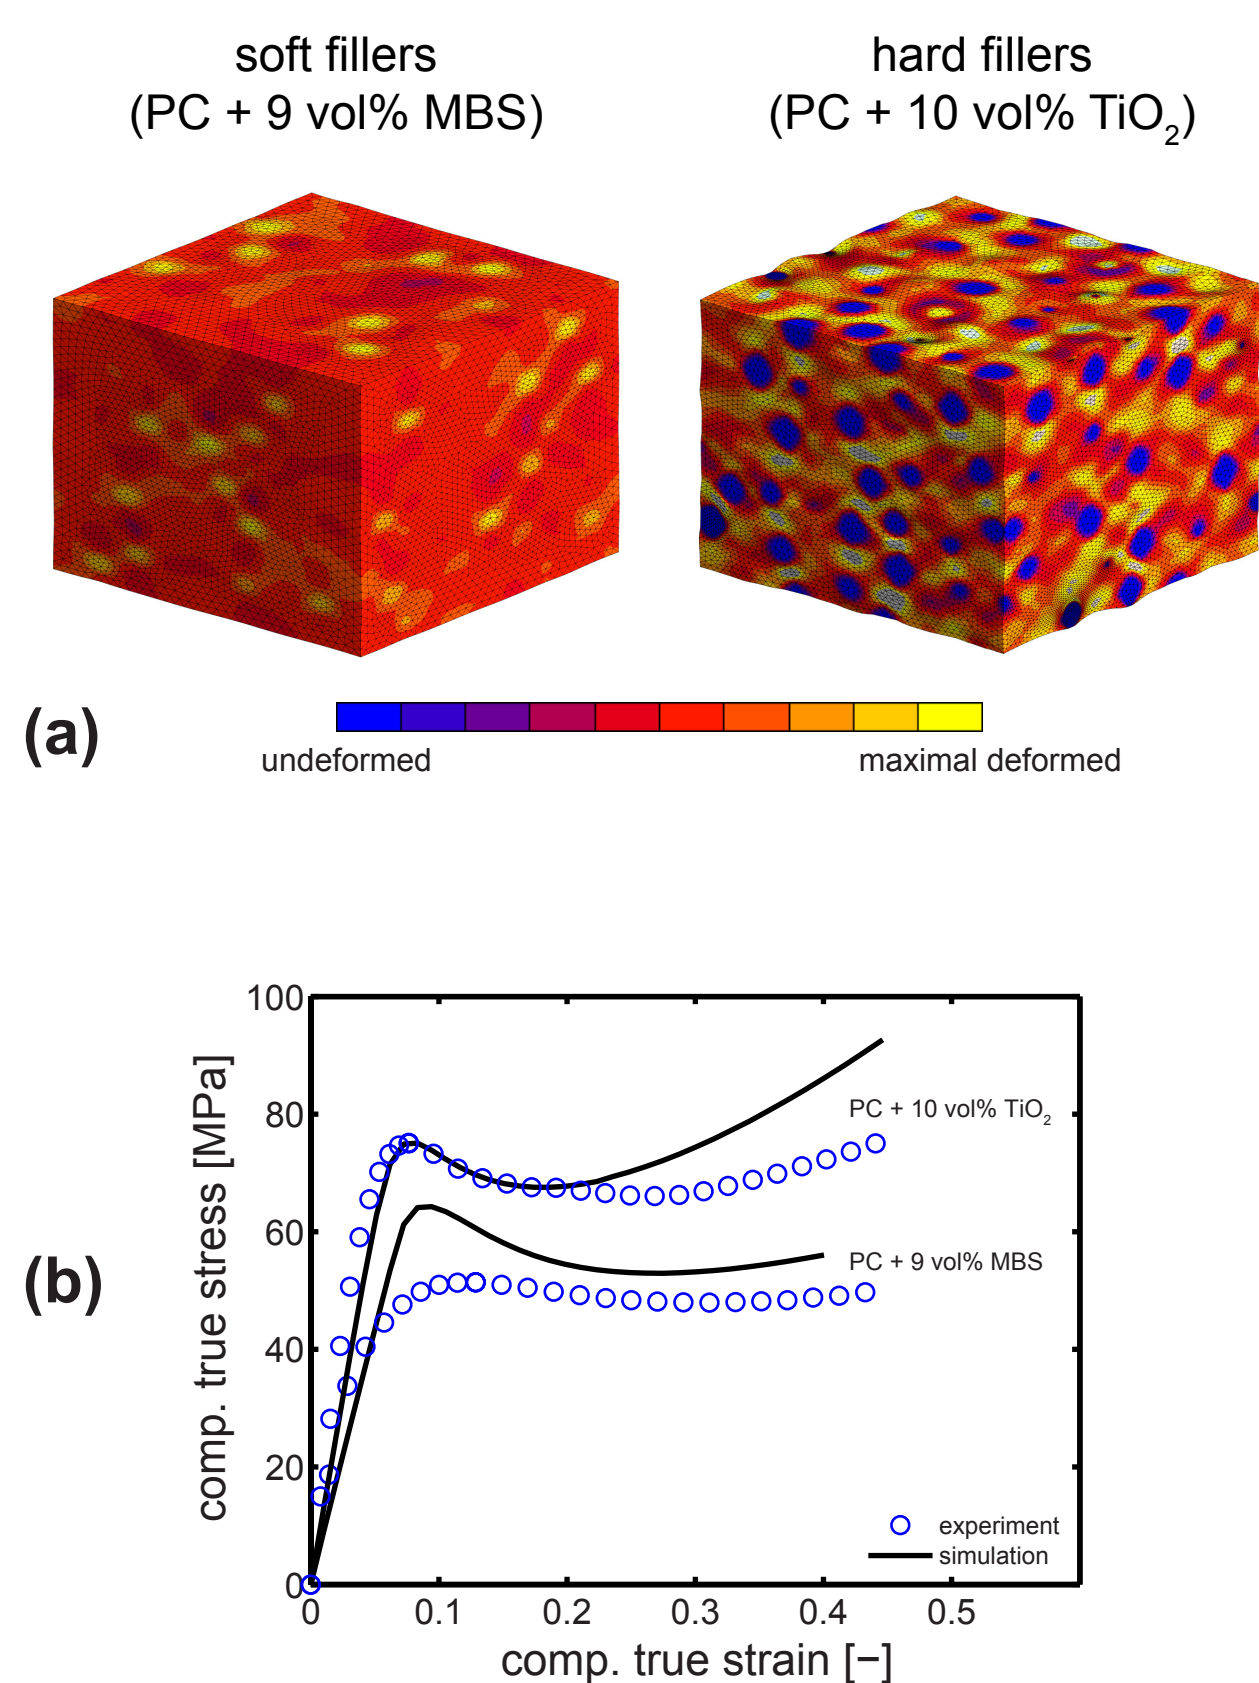 soft fillers
(PC + 9 vol% MBS)
hard fillers
(PC + 10 vol% TiO₂)
(a)
undeformed
maximal deformed
(b)
comp. true stress [MPa]
100
80
60
40
20
0
PC + 10 vol% TiO₂
PC + 9 vol% MBS
experiment
simulation
0
0.1
0.2
0.3
0.4
0.5
comp. true strain [−]